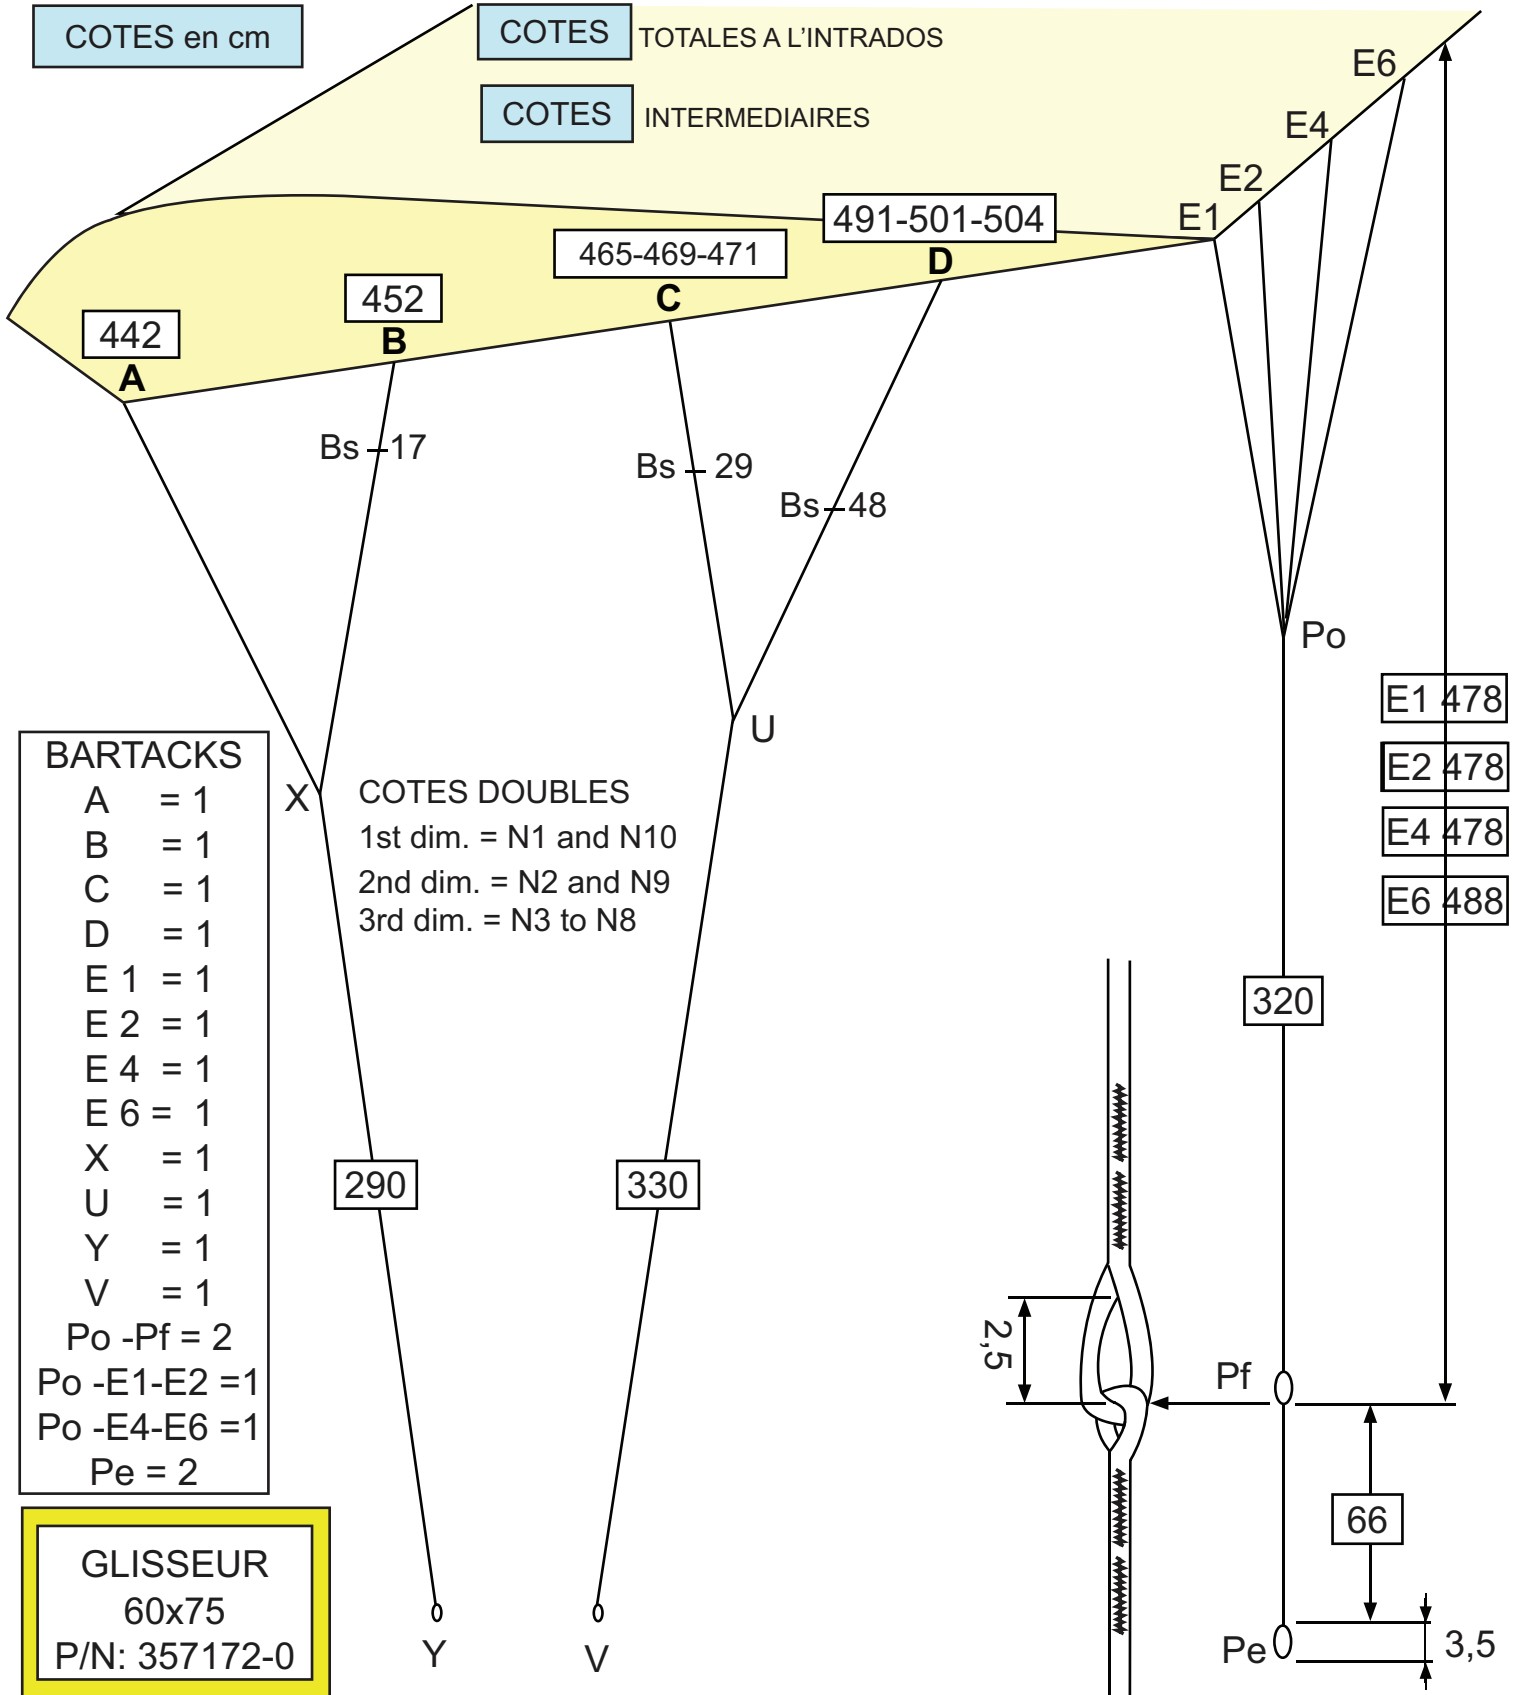 COTES en cm
COTES TOTALES A L'INTRADOS
COTES INTERMEDIAIRES
E6
E4
E2
E1
491-501-504
D
465-469-471
C
452
B
442
A
Bs 17
Bs 29
Bs 48
Po
U
X
E1 478
E2 478
E4 478
E6 488
BARTACKS
A = 1
B = 1
C = 1
D = 1
E 1 = 1
E 2 = 1
E 4 = 1
E 6 = 1
X = 1
U = 1
Y = 1
V = 1
Po -Pf = 2
Po -E1-E2 =1
Po -E4-E6 =1
Pe = 2
COTES DOUBLES
1st dim. = N1 and N10
2nd dim. = N2 and N9
3rd dim. = N3 to N8
320
290
330
2,5
Pf
66
Pe
3,5
GLISSEUR
60x75
P/N: 357172-0
Y
V